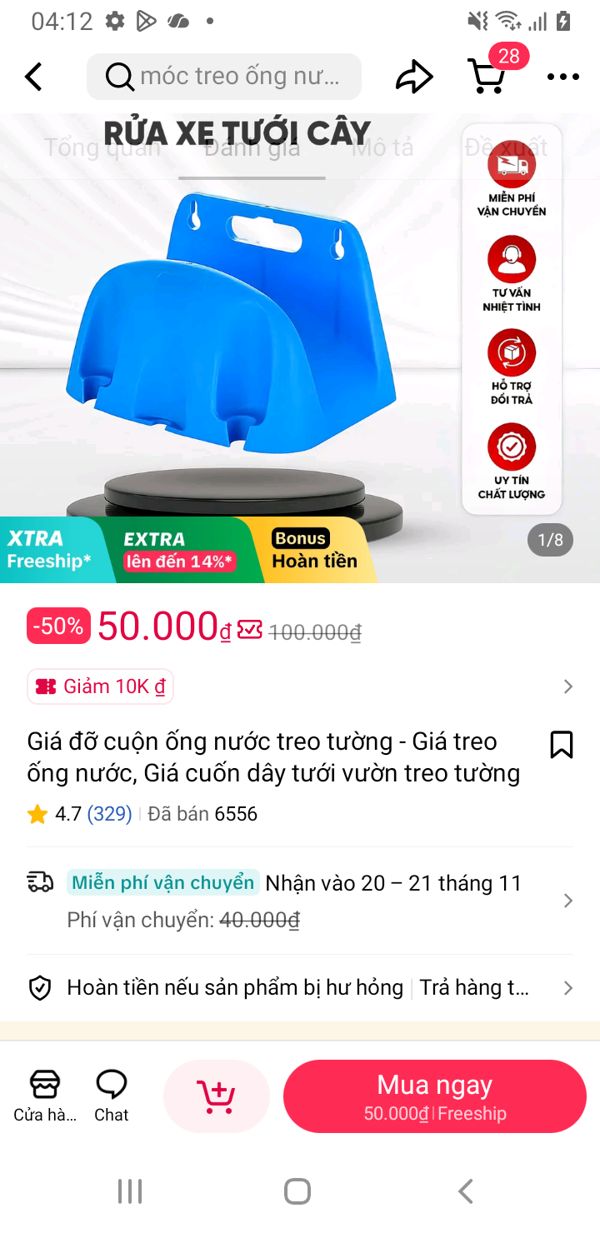 04:12
28
móc treo ống nư...
RỬA XE TƯỚI CÂY
Tổng quan Đánh giá Mô tả Đề xuất
MIỄN PHÍ
VẬN CHUYỂN
TƯ VẤN
NHIỆT TÌNH
HỖ TRỢ
ĐỔI TRẢ
UY TÍN
CHẤT LƯỢNG
XTRA
Freeship*
EXTRA
lên đến 14%*
Bonus
Hoàn tiền
1/8
-50% 50.000₫ 100.000₫
Giảm 10K ₫
Giá đỡ cuộn ống nước treo tường - Giá treo
ống nước, Giá cuốn dây tưới vườn treo tường
4.7 (329) Đã bán 6556
Miễn phí vận chuyển Nhận vào 20 – 21 tháng 11
Phí vận chuyển: 40.000₫
Hoàn tiền nếu sản phẩm bị hư hỏng Trả hàng t...
Cửa hà...
Chat
Mua ngay
50.000₫ Freeship